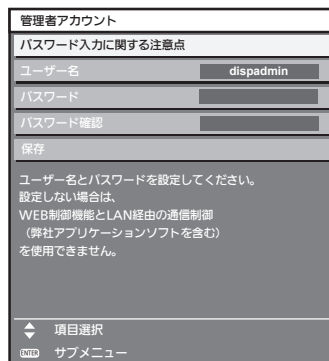 管理者アカウント
パスワード入力に関する注意点
ユーザー名 dispadmin
パスワード
パスワード確認
保存
ユーザー名とパスワードを設定してください。
設定しない場合は、
WEB制御機能とLAN経由の通信制御
（弊社アプリケーションソフトを含む）
を使用できません。
項目選択
ENTER サブメニュー